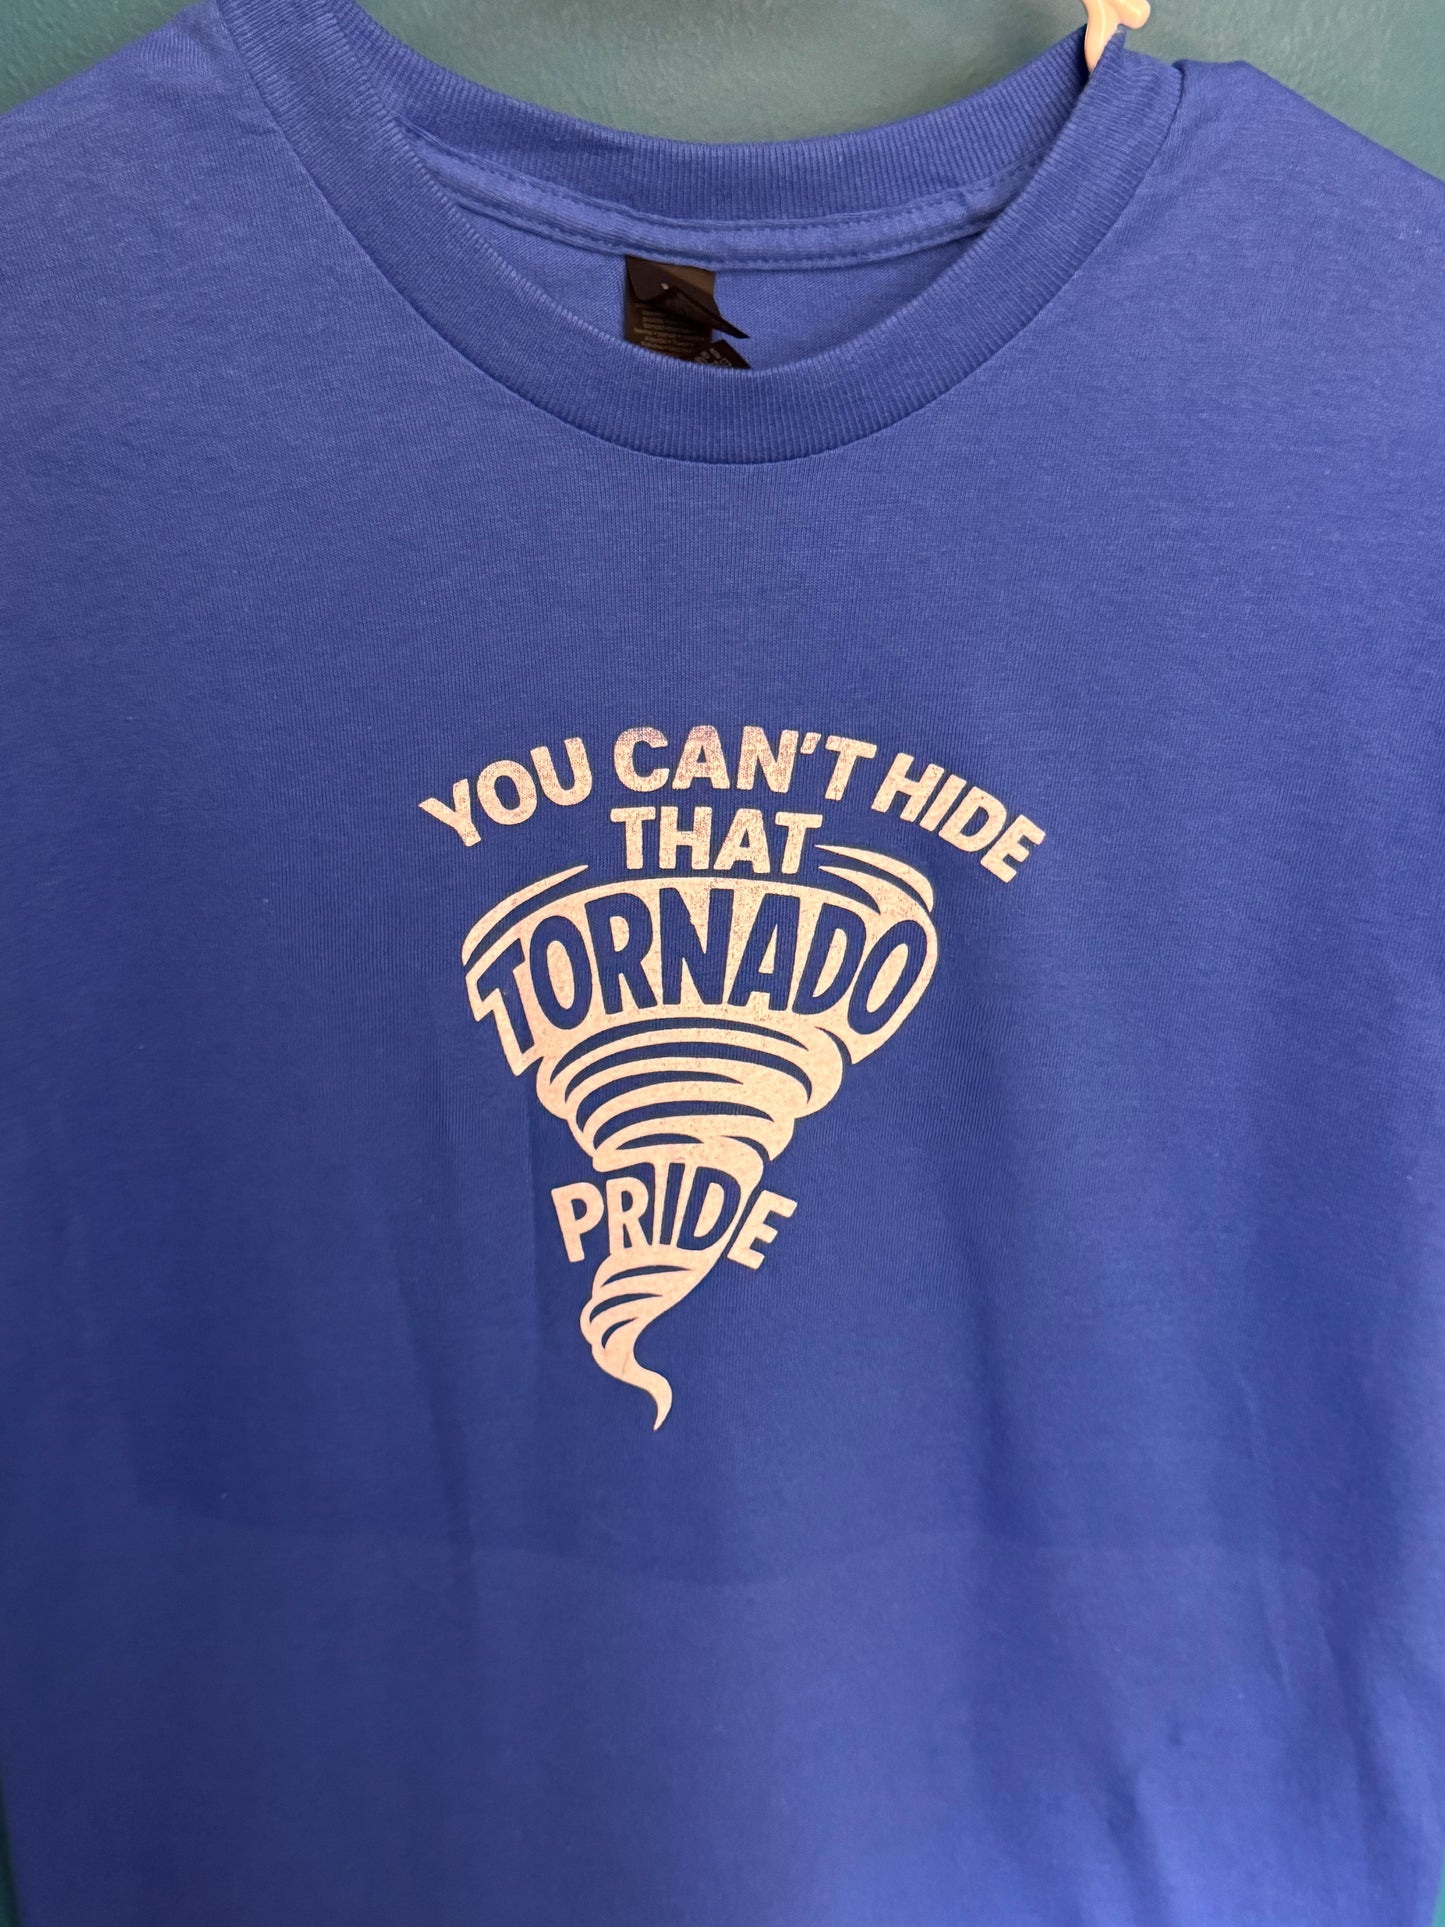 YOU CAN'T HIDE
THAT
TORNADO
PRIDE